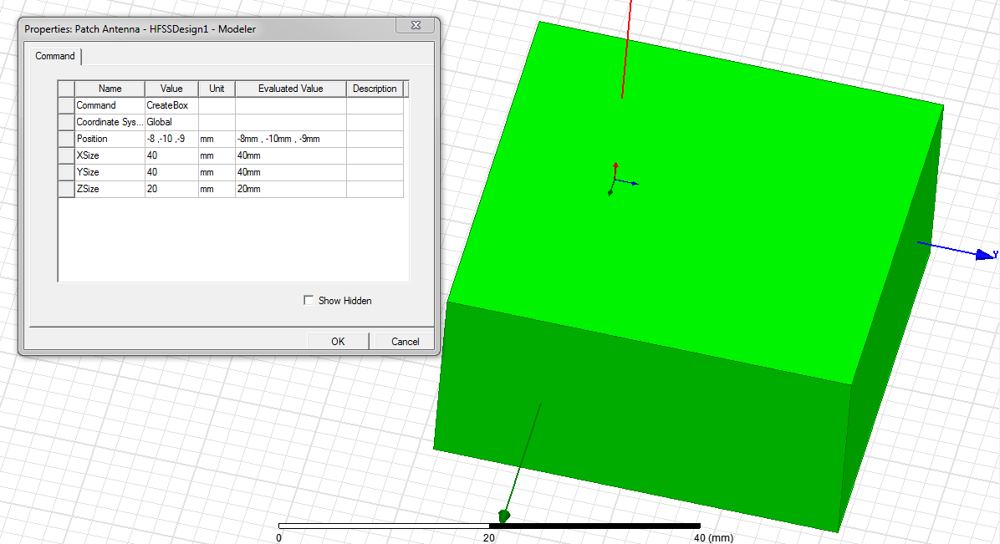 Properties: Patch Antenna - HFSSDesign1 - Modeler
Command
Name Value Unit Evaluated Value Description
Command CreateBox
Coordinate Sys... Global
Position -8 ,-10 ,-9 mm -8mm , -10mm , -9mm
XSize 40 mm 40mm
YSize 40 mm 40mm
ZSize 20 mm 20mm
Show Hidden
OK Cancel
Y
0 20 40 (mm)